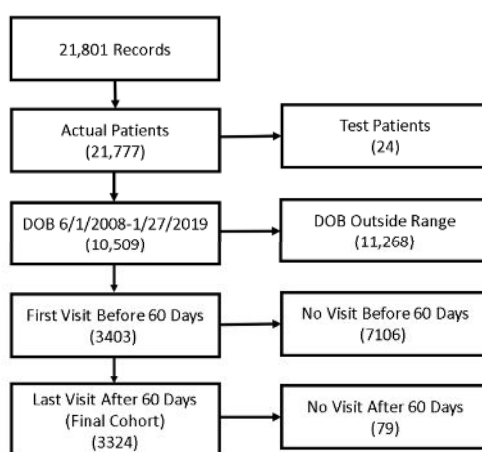 21,801 Records
Actual Patients
(21,777)
Test Patients
(24)
DOB 6/1/2008-1/27/2019
(10,509)
DOB Outside Range
(11,268)
First Visit Before 60 Days
(3403)
No Visit Before 60 Days
(7106)
Last Visit After 60 Days
(Final Cohort)
(3324)
No Visit After 60 Days
(79)